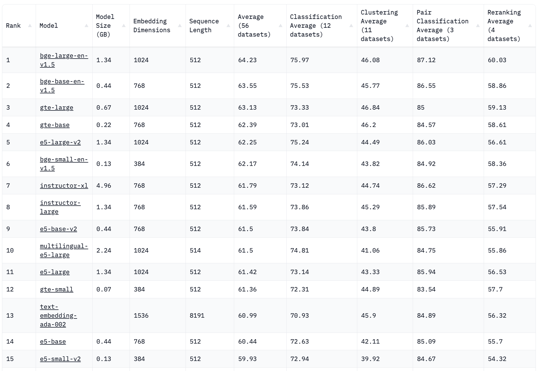 Rank Model Model Size (GB) Embedding Dimensions Sequence Length Average (56 datasets) Classification Average (12 datasets) Clustering Average (11 datasets) Pair Classification Average (3 datasets) Reranking Average (4 datasets)
1 bge-large-en-v1.5 1.34 1024 512 64.23 75.97 46.08 87.12 60.03
2 bge-base-en-v1.5 0.44 768 512 63.55 75.53 45.77 86.55 58.86
3 gte-large 0.67 1024 512 63.13 73.33 46.84 85 59.13
4 gte-base 0.22 768 512 62.39 73.01 46.2 84.57 58.61
5 e5-large-v2 1.34 1024 512 62.25 75.24 44.49 86.03 56.61
6 bge-small-en-v1.5 0.13 384 512 62.17 74.14 43.82 84.92 58.36
7 instructor-xl 4.96 768 512 61.79 73.12 44.74 86.62 57.29
8 instructor-large 1.34 768 512 61.59 73.86 45.29 85.89 57.54
9 e5-base-v2 0.44 768 512 61.5 73.84 43.8 85.73 55.91
10 multilingual-e5-large 2.24 1024 514 61.5 74.81 41.06 84.75 55.86
11 e5-large 1.34 1024 512 61.42 73.14 43.33 85.94 56.53
12 gte-small 0.07 384 512 61.36 72.31 44.89 83.54 57.7
13 text-embedding-ada-002 1536 8191 60.99 70.93 45.9 84.89 56.32
14 e5-base 0.44 768 512 60.44 72.63 42.11 85.09 55.7
15 e5-small-v2 0.13 384 512 59.93 72.94 39.92 84.67 54.32